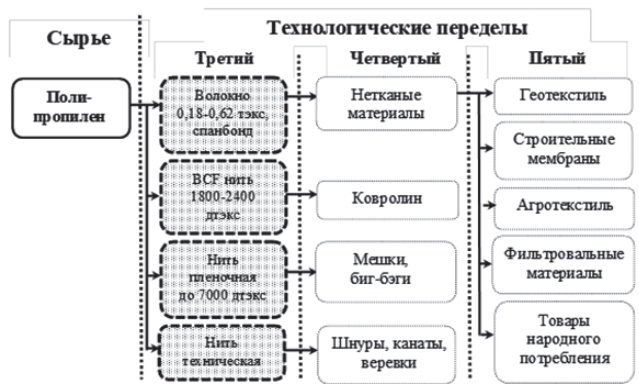 Технологические переделы
Сырье
Третий
Четвертый
Пятый
Поли-
пропилен
Волокно
0,18-0,62 тэкс,
спанбонд
Нетканые
материалы
Геотекстиль
Строительные
мембраны
BCF нить
1800-2400
дтэкс
Ковролин
Агротекстиль
Нить
пленочная
до 7000 дтэкс
Мешки,
биг-бэги
Фильтровальные
материалы
Нить
техническая
Шнуры, канаты,
веревки
Товары
народного
потребления